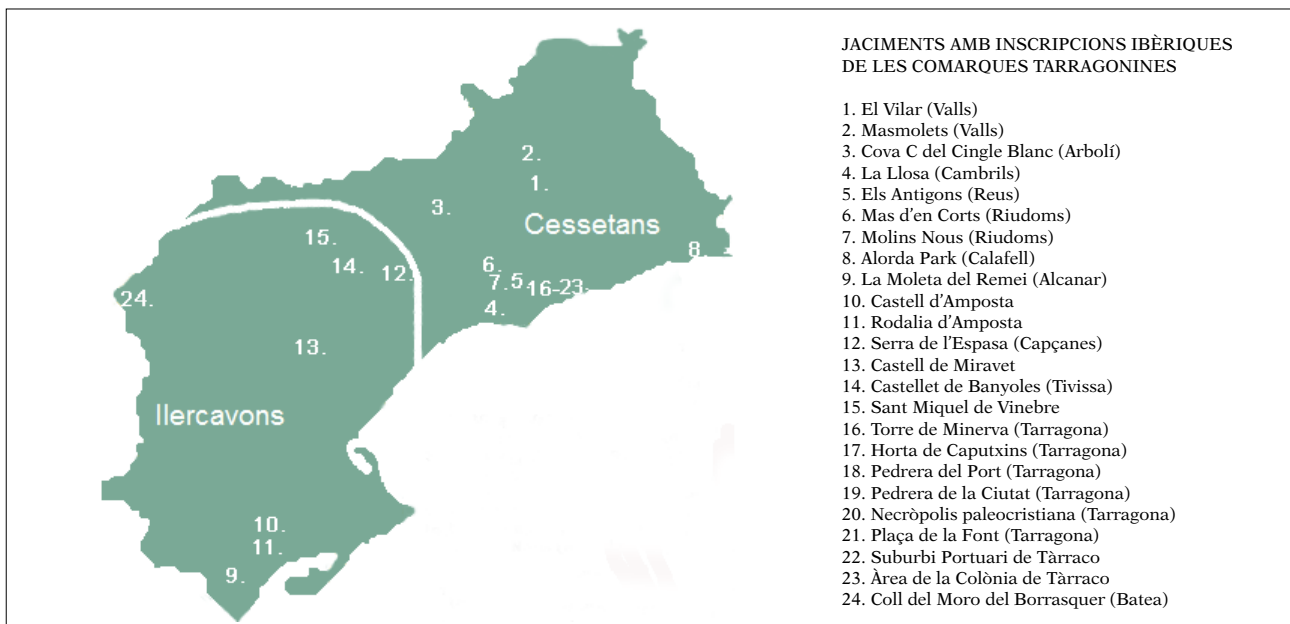 JACIMENTS AMB INSCRIPCIONS IBÈRIQUES
DE LES COMARQUES TARRAGONINES
1. El Vilar (Valls)
2. Masmolets (Valls)
3. Cova C del Cingle Blanc (Arbolí)
4. La Llosa (Cambrils)
5. Els Antigons (Reus)
6. Mas d'en Corts (Riudoms)
7. Molins Nous (Riudoms)
8. Alorda Park (Calafell)
9. La Moleta del Remei (Alcanar)
10. Castell d'Amposta
11. Rodalia d'Amposta
12. Serra de l'Espasa (Capçanes)
13. Castell de Miravet
14. Castellet de Banyoles (Tivissa)
15. Sant Miquel de Vinebre
16. Torre de Minerva (Tarragona)
17. Horta de Caputxins (Tarragona)
18. Pedrera del Port (Tarragona)
19. Pedrera de la Ciutat (Tarragona)
20. Necròpolis paleocristiana (Tarragona)
21. Plaça de la Font (Tarragona)
22. Suburbi Portuari de Tàrraco
23. Àrea de la Colònia de Tàrraco
24. Coll del Moro del Borrasquer (Batea)
2.
1.
3.
Cessetans
15.
8.
14.
12.
6.
7.
5.
16-23.
24.
4.
13.
Ilercavons
10.
11.
9.